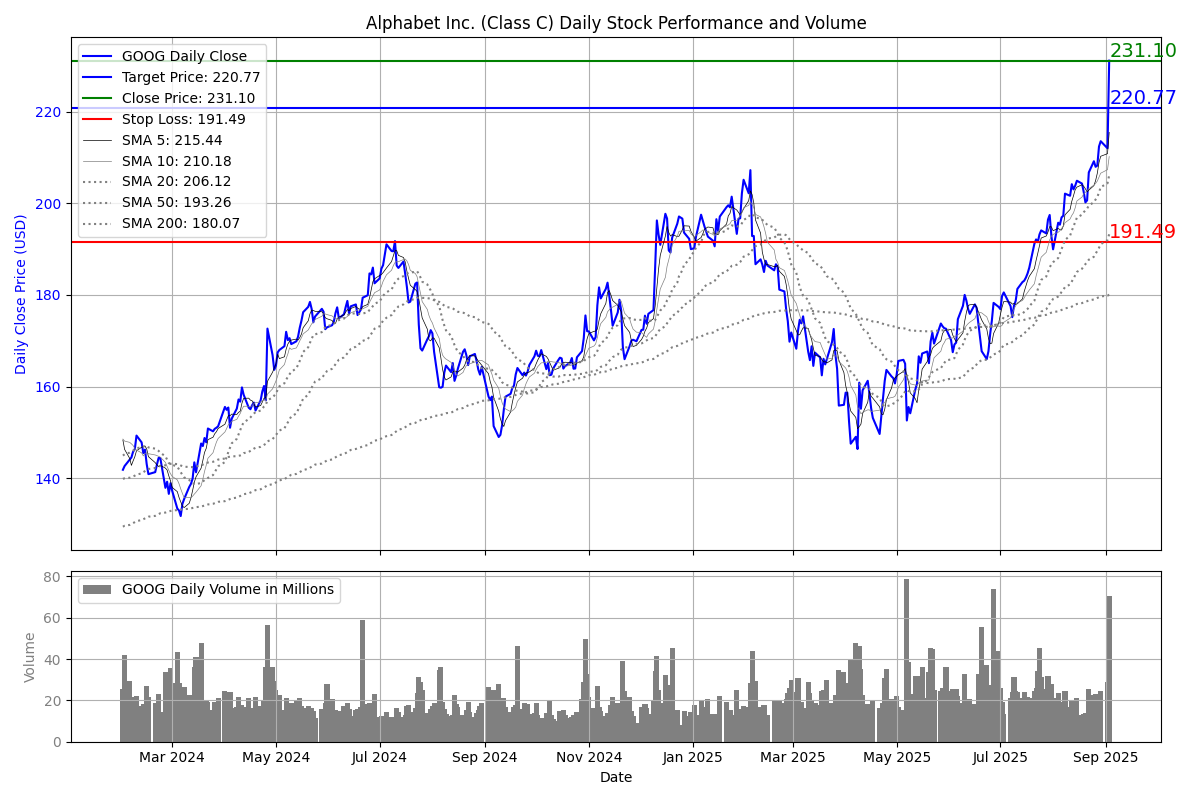 Alphabet Inc. (Class C) Daily Stock Performance and Volume
GOOG Daily Close
Target Price: 220.77
Close Price: 231.10
Stop Loss: 191.49
SMA 5: 215.44
SMA 10: 210.18
SMA 20: 206.12
SMA 50: 193.26
SMA 200: 180.07
231.10
220.77
191.49
Daily Close Price (USD)
220
200
180
160
140
GOOG Daily Volume in Millions
Volume
80
60
40
20
0
Mar 2024 May 2024 Jul 2024 Sep 2024 Nov 2024 Jan 2025 Mar 2025 May 2025 Jul 2025 Sep 2025
Date